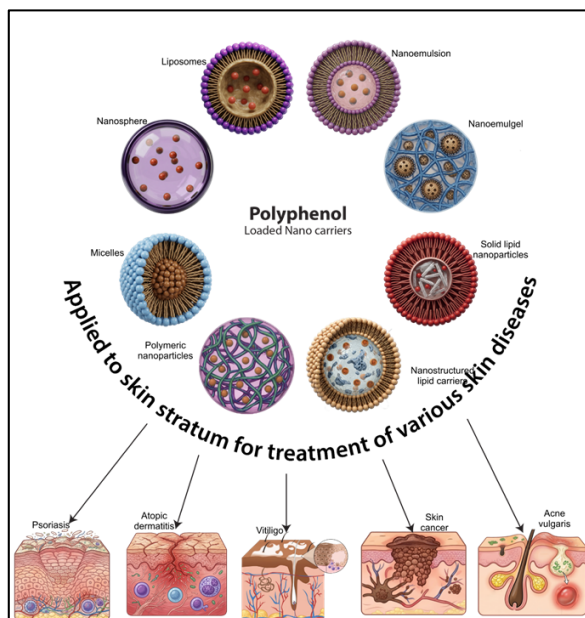 Liposomes
Nanoemulsion
Nanosphere
Nanoemulgel
Polyphenol
Loaded Nano carriers
Micelles
Solid lipid
nanoparticles
Polymeric
nanoparticles
Nanostructured
lipid carriers
Applied to skin stratum for treatment of various skin diseases
Psoriasis
Atopic
dermatitis
Vitiligo
Skin
cancer
Acne
vulgaris